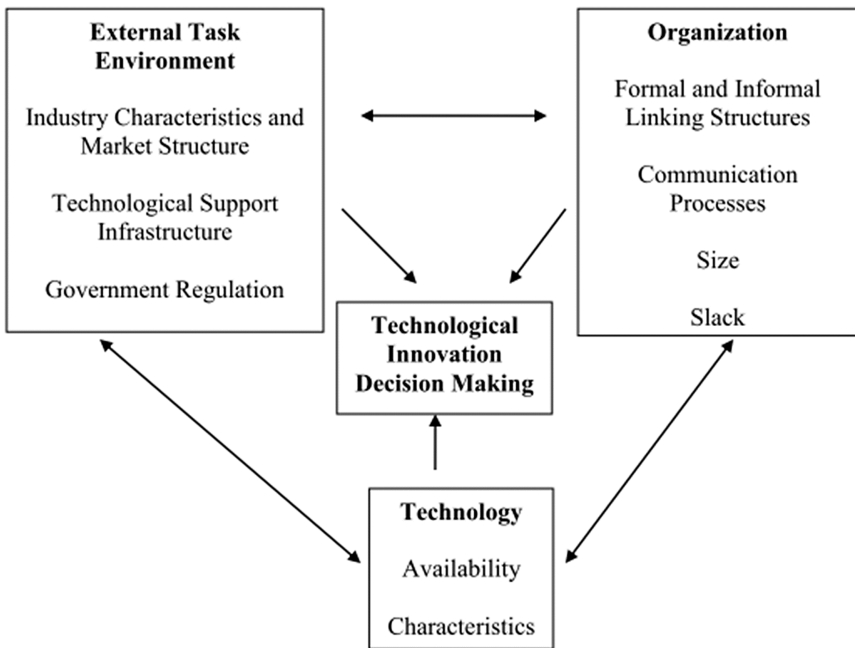 External Task
Environment
Industry Characteristics and
Market Structure
Technological Support
Infrastructure
Government Regulation
Organization
Formal and Informal
Linking Structures
Communication
Processes
Size
Slack
Technological
Innovation
Decision Making
Technology
Availability
Characteristics